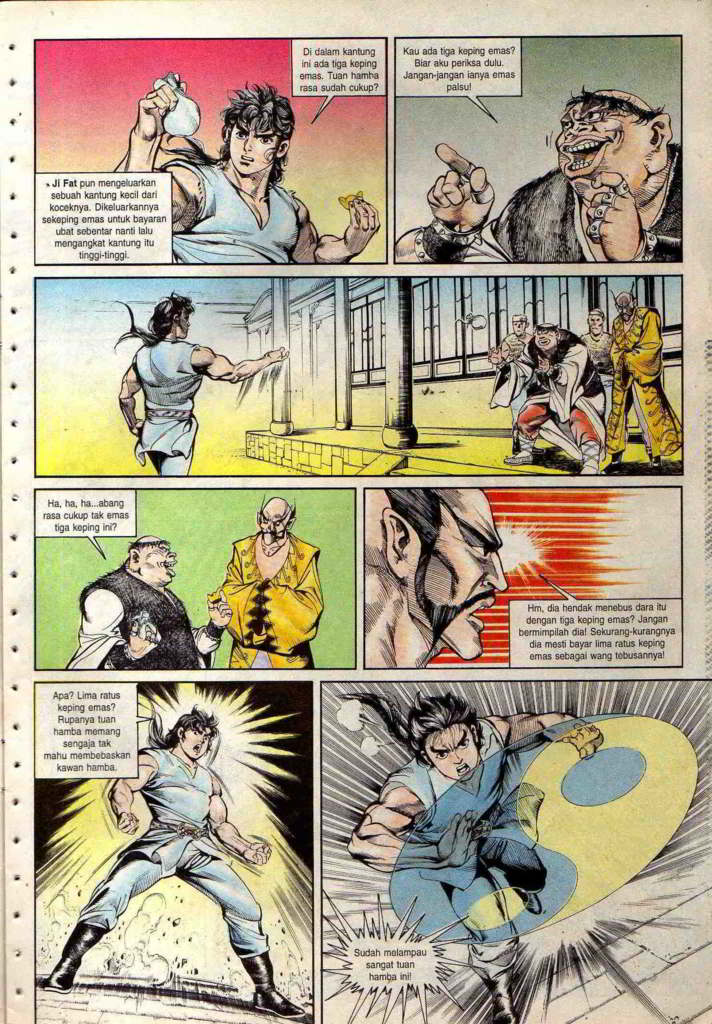 Di dalam kantung
ini ada tiga keping
emas. Tuan hamba
rasa sudah cukup?
• Ji Fat pun mengeluarkan
sebuah kantung kecil dari
koceknya. Dikeluarkannya
sekeping emas untuk bayaran
ubat sebentar nanti lalu
mengangkat kantung itu
tinggi-tinggi.
Kau ada tiga keping emas?
Biar aku periksa dulu.
Jangan-jangan ianya emas
palsu!
Ha, ha, ha...abang
rasa cukup tak emas
tiga keping ini?
Hm, dia hendak menebus dara itu
dengan tiga keping emas? Jangan
bermimpilah dia! Sekurang-kurangnya
dia mesti bayar lima ratus keping
emas sebagai wang tebusannya!
Apa? Lima ratus
keping emas?
Rupanya tuan
hamba memang
sengaja tak
mahu membebaskan
kawan hamba.
Sudah melampau
sangat tuan
hamba ini!